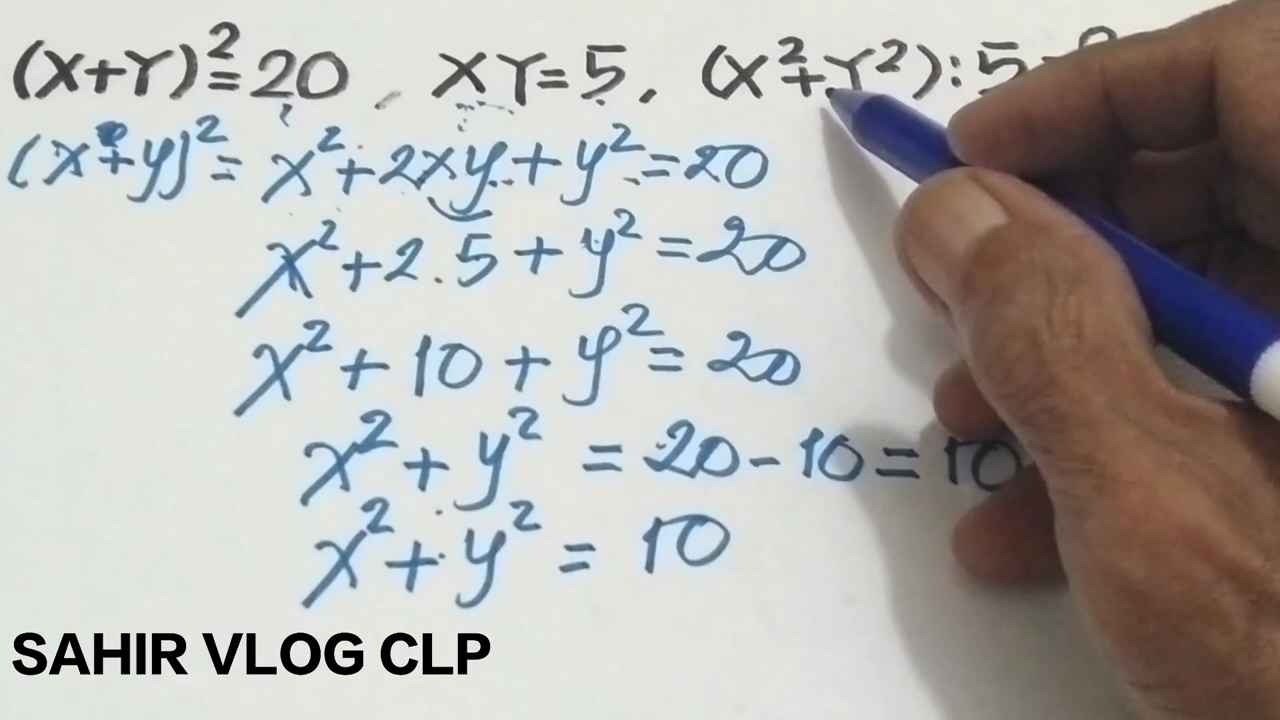 (X+Y)²=20, XY=5, (X²+Y²):5=?
(x+y)²= x²+2xy+y²=20
x²+2.5+y²=20
x²+10+y²=20
x²+y² =20-10=10
x²+y² = 10
SAHIR VLOG CLP